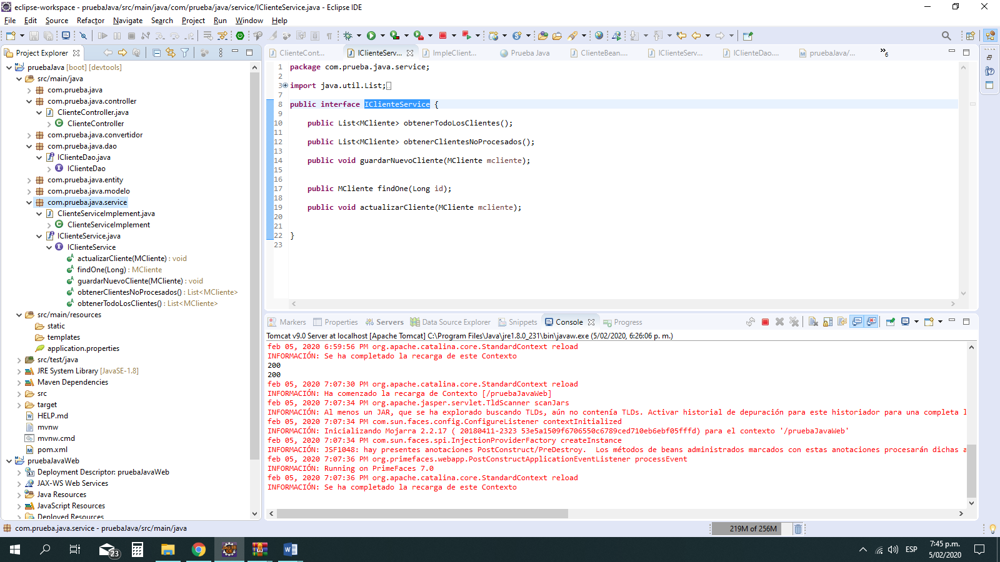 eclipse-workspace - pruebaJava/src/main/java/com/prueba/java/service/IClienteService.java - Eclipse IDE
File Edit Source Refactor Navigate Search Project Run Window Help
Project Explorer
pruebaJava [boot] [devtools]
src/main/java
com.prueba.java
com.prueba.java.controller
ClienteController.java
ClienteController
com.prueba.java.convertidor
com.prueba.java.dao
IClienteDao.java
IClienteDao
com.prueba.java.entity
com.prueba.java.modelo
com.prueba.java.service
ClienteServiceImplement.java
ClienteServiceImplement
IClienteService.java
IClienteService
actualizarCliente(MCliente) : void
findOne(Long) : MCliente
guardarNuevoCliente(MCliente) : void
obtenerClientesNoProcesados() : List<MCliente>
obtenerTodoLosClientes() : List<MCliente>
src/main/resources
static
templates
application.properties
src/test/java
JRE System Library [JavaSE-1.8]
Maven Dependencies
src
target
HELP.md
mvnw
mvnw.cmd
pom.xml
pruebaJavaWeb
Deployment Descriptor: pruebaJavaWeb
JAX-WS Web Services
Java Resources
JavaScript Resources
Deployed Resources
ClienteCont... IClienteServ... ImpleClient... Prueba Java ClienteBean.... IClienteServ... IClienteDao.... pruebaJava/... »6
1 package com.prueba.java.service;
2
3 import java.util.List;
7
8 public interface IClienteService {
9
10 public List<MCliente> obtenerTodoLosClientes();
11
12 public List<MCliente> obtenerClientesNoProcesados();
13
14 public void guardarNuevoCliente(MCliente mcliente);
15
16
17 public MCliente findOne(Long id);
18
19 public void actualizarCliente(MCliente mcliente);
20
21
22 }
23
Markers Properties Servers Data Source Explorer Snippets Console Progress
Tomcat v9.0 Server at localhost [Apache Tomcat] C:\Program Files\Java\jre1.8.0_231\bin\javaw.exe (5/02/2020, 6:26:06 p. m.)
feb 05, 2020 6:59:56 PM org.apache.catalina.core.StandardContext reload
INFORMACIÓN: Se ha completado la recarga de este Contexto
200
200
feb 05, 2020 7:07:30 PM org.apache.catalina.core.StandardContext reload
INFORMACIÓN: Ha comenzado la recarga de Contexto [/pruebaJavaWeb]
feb 05, 2020 7:07:34 PM org.apache.jasper.servlet.TldScanner scanJars
INFORMACIÓN: Al menos un JAR, que se ha explorado buscando TLDs, aún no contenía TLDs. Activar historial de depuración para este historiador para una completa l
feb 05, 2020 7:07:34 PM com.sun.faces.config.ConfigureListener contextInitialized
INFORMACIÓN: Inicializando Mojarra 2.2.17 ( 20180411-2323 53e5a1509f6706550c6789ced710eb6ebf05fffd) para el contexto '/pruebaJavaWeb'
feb 05, 2020 7:07:34 PM com.sun.faces.spi.InjectionProviderFactory createInstance
INFORMACIÓN: JSF1048: hay presentes anotaciones PostConstruct/PreDestroy.  Los métodos de beans administrados marcados con estas anotaciones procesarán dichas a
feb 05, 2020 7:07:36 PM org.primefaces.webapp.PostConstructApplicationEventListener processEvent
INFORMACIÓN: Running on PrimeFaces 7.0
feb 05, 2020 7:07:36 PM org.apache.catalina.core.StandardContext reload
INFORMACIÓN: Se ha completado la recarga de este Contexto
com.prueba.java.service - pruebaJava/src/main/java
219M of 256M
23
ESP
7:45 p.m.
5/02/2020